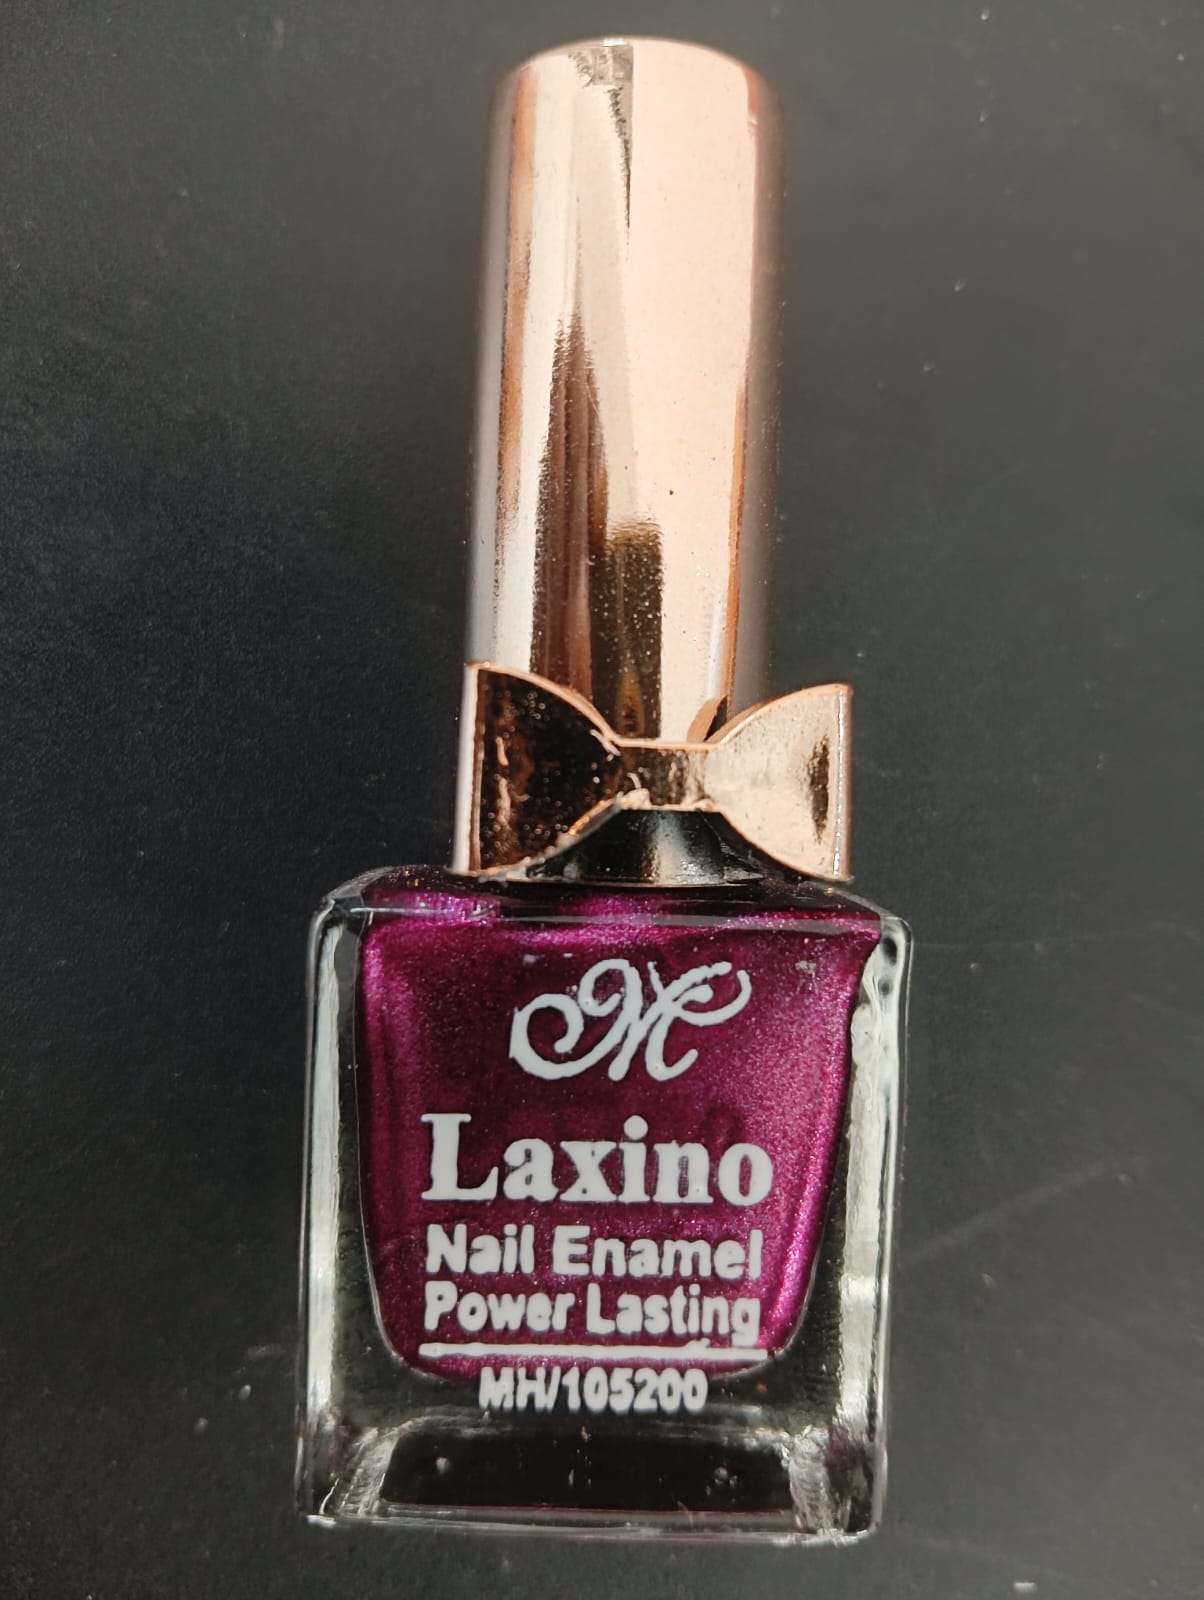 M
Laxino
Nail Enamel
Power Lasting
MH/105200